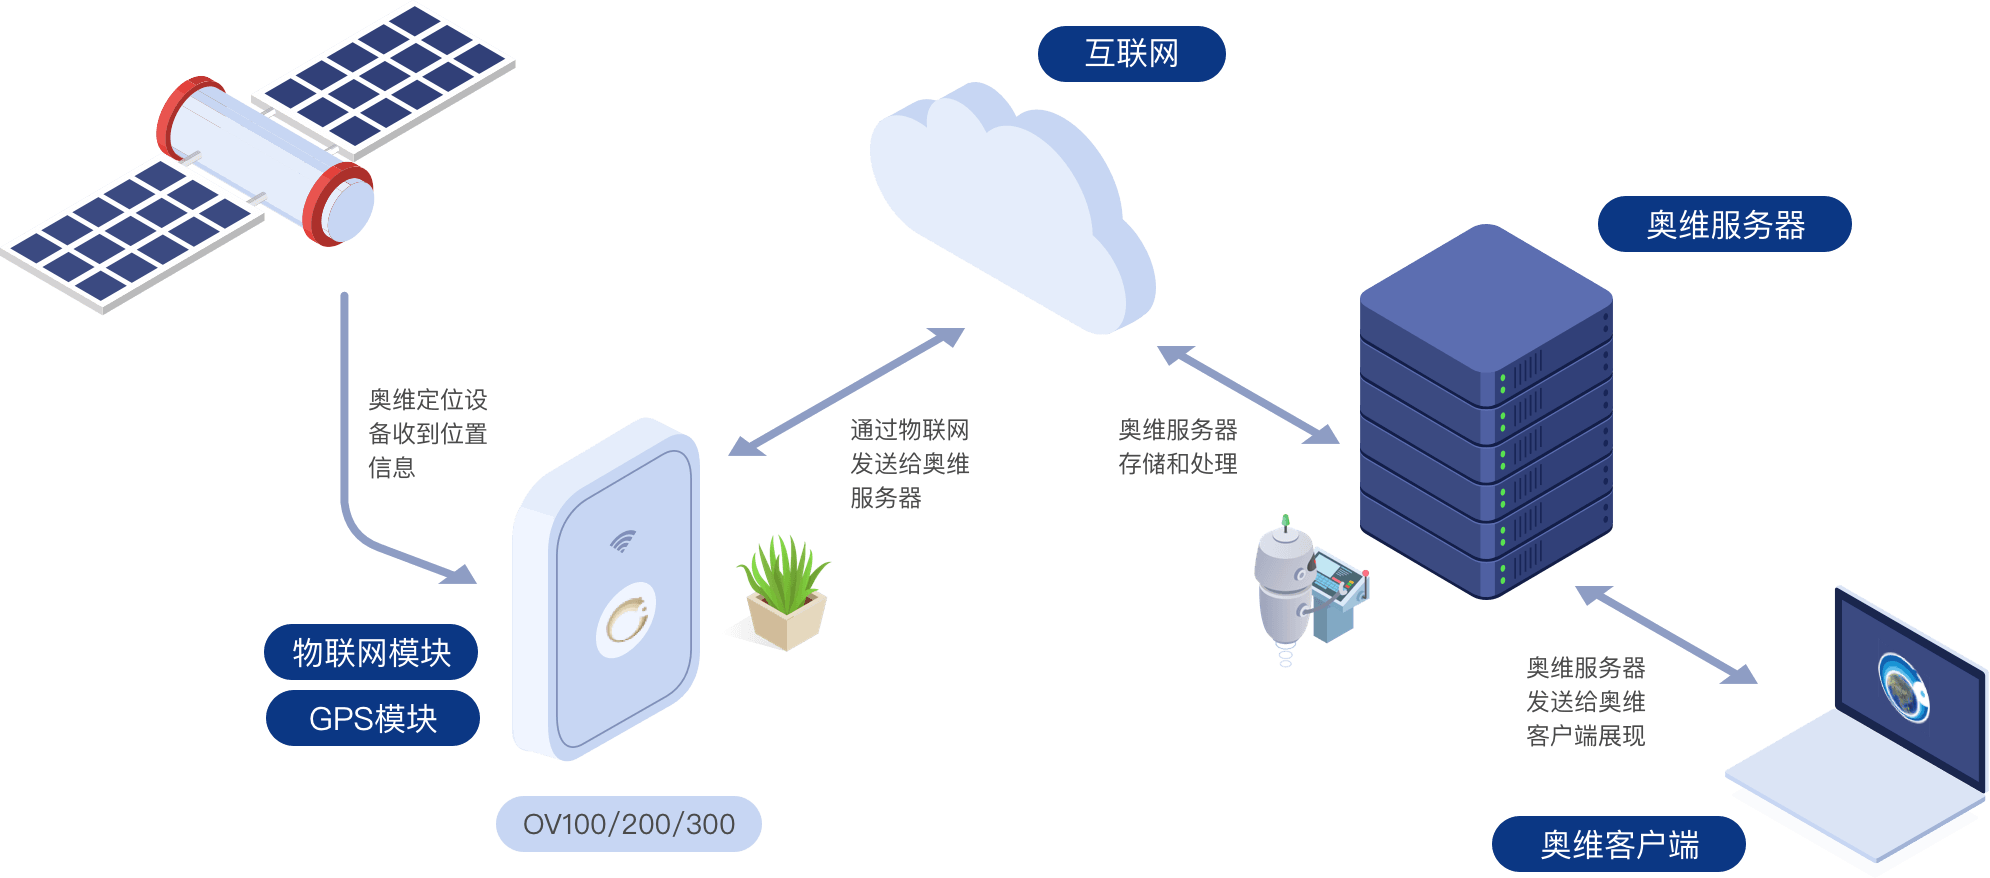 互联网
奥维服务器
奥维定位设
备收到位置
信息
通过物联网
发送给奥维
服务器
奥维服务器
存储和处理
物联网模块
GPS模块
奥维服务器
发送给奥维
客户端展现
OV100/200/300
奥维客户端